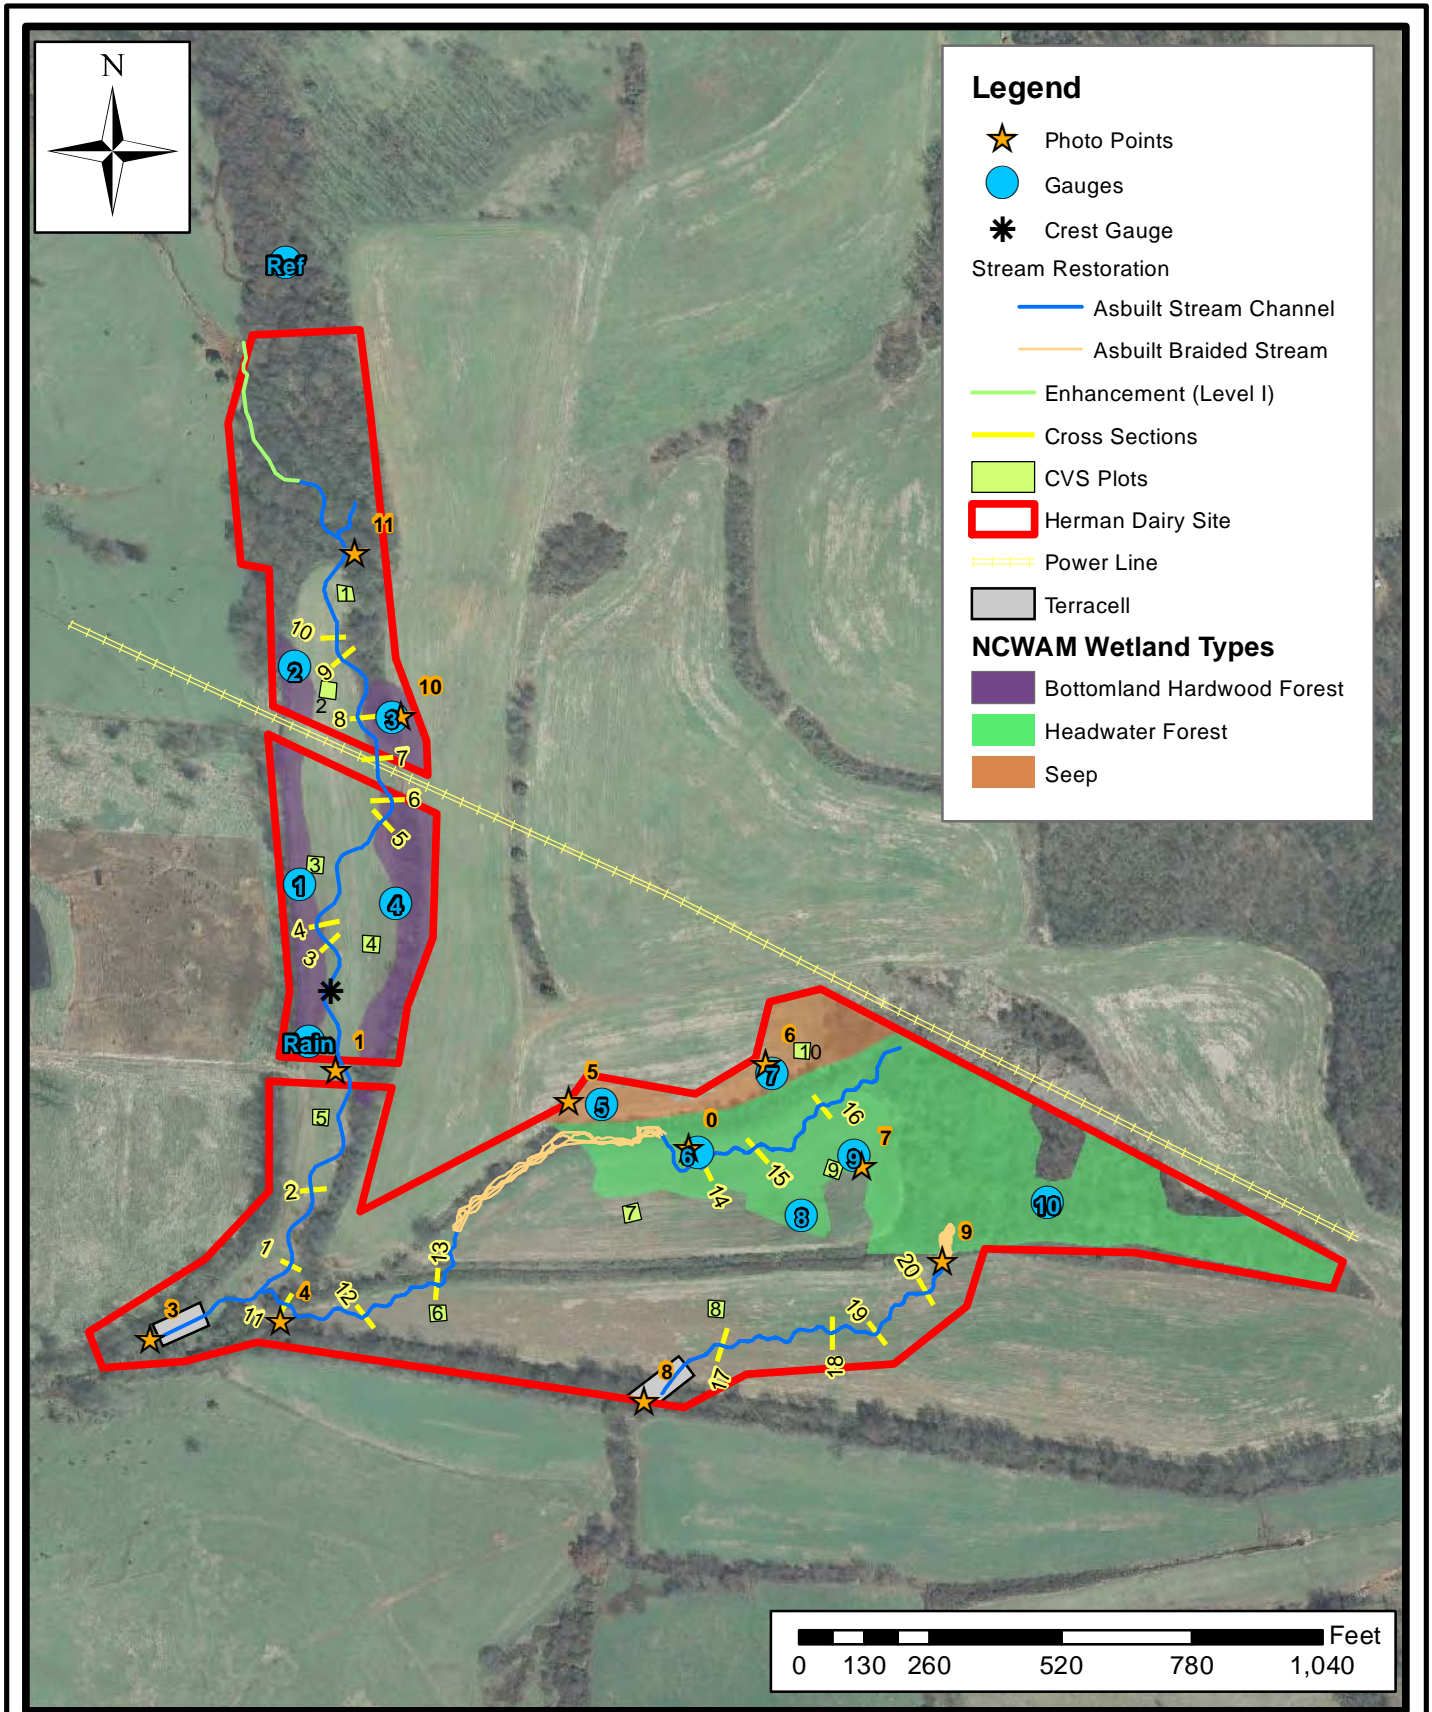 N
Legend
Photo Points
Gauges
Crest Gauge
Stream Restoration
Asbuilt Stream Channel
Asbuilt Braided Stream
Enhancement (Level I)
Cross Sections
CVS Plots
Herman Dairy Site
Power Line
Terracell
NCWAM Wetland Types
Bottomland Hardwood Forest
Headwater Forest
Seep
Ref
11
1
10
9
2
2
10
8
3
7
6
5
3
1
4
4
4
3
Rain
1
6
10
7
5
5
5
0
16
7
6
15
9
9
14
2
7
8
10
1
13
9
20
4
12
3
11
6
8
19
17
18
8
Feet
0 130 260 520 780 1,040